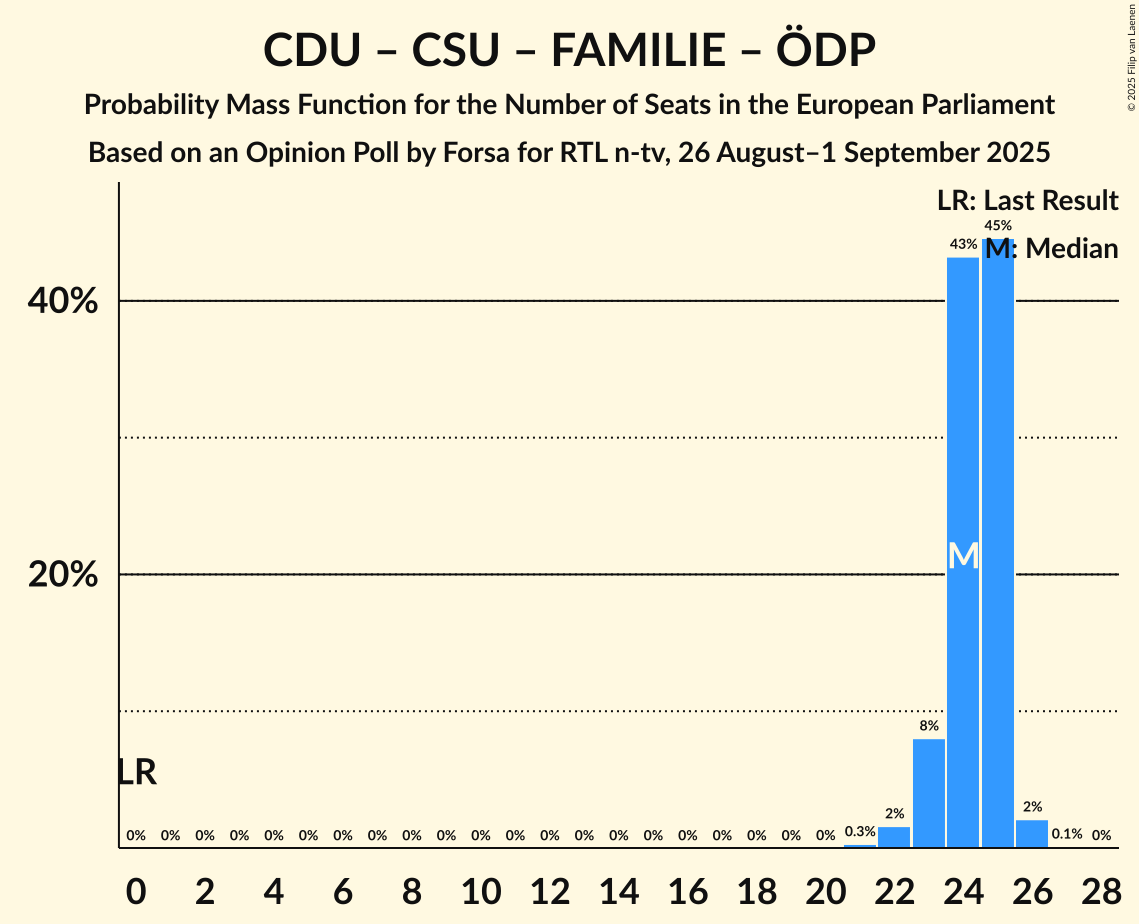 CDU – CSU – FAMILIE – ÖDP
Probability Mass Function for the Number of Seats in the European Parliament
Based on an Opinion Poll by Forsa for RTL n-tv, 26 August–1 September 2025
© 2025 Filip van Laenen
LR: Last Result
M: Median
45%
43%
40%
20%
M
8%
LR
2%
2%
0% 0% 0% 0% 0% 0% 0% 0% 0% 0% 0% 0% 0% 0% 0% 0% 0% 0% 0% 0% 0% 0.3% 0.1% 0%
0 2 4 6 8 10 12 14 16 18 20 22 24 26 28